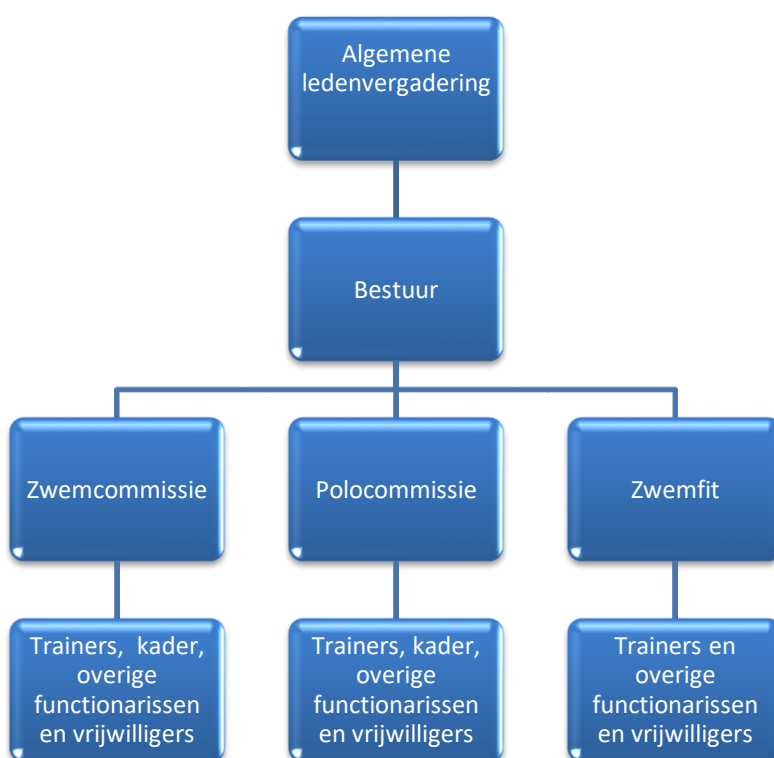 Algemene
ledenvergadering
Bestuur
Zwemcommissie
Polocommissie
Zwemfit
Trainers, kader,
overige
functionarissen
en vrijwilligers
Trainers, kader,
overige
functionarissen
en vrijwilligers
Trainers en
overige
functionarissen
en vrijwilligers